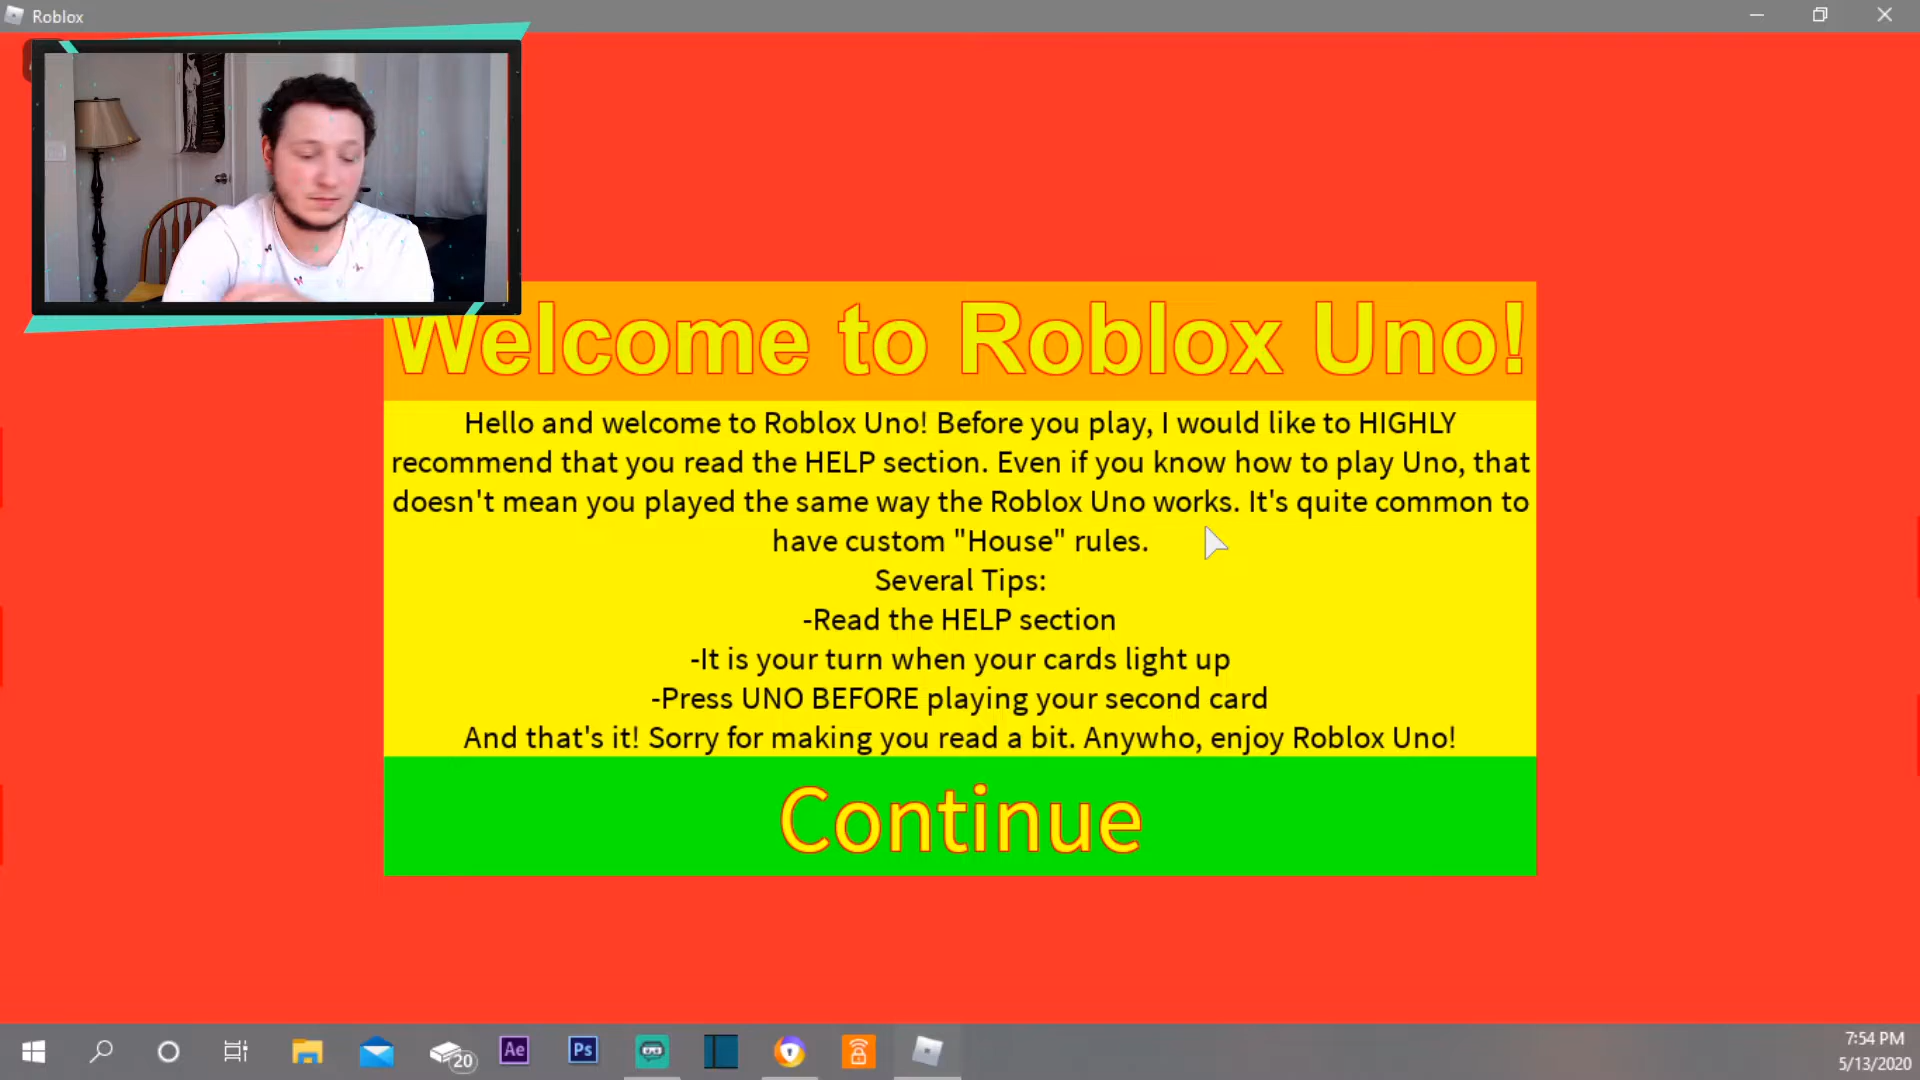 Roblox
Welcome to Roblox Uno!
Hello and welcome to Roblox Uno! Before you play, I would like to HIGHLY
recommend that you read the HELP section. Even if you know how to play Uno, that
doesn't mean you played the same way the Roblox Uno works. It's quite common to
have custom "House" rules.
Several Tips:
-Read the HELP section
-It is your turn when your cards light up
-Press UNO BEFORE playing your second card
And that's it! Sorry for making you read a bit. Anywho, enjoy Roblox Uno!
Continue
20
Ae
Ps
7:54 PM
5/13/2020